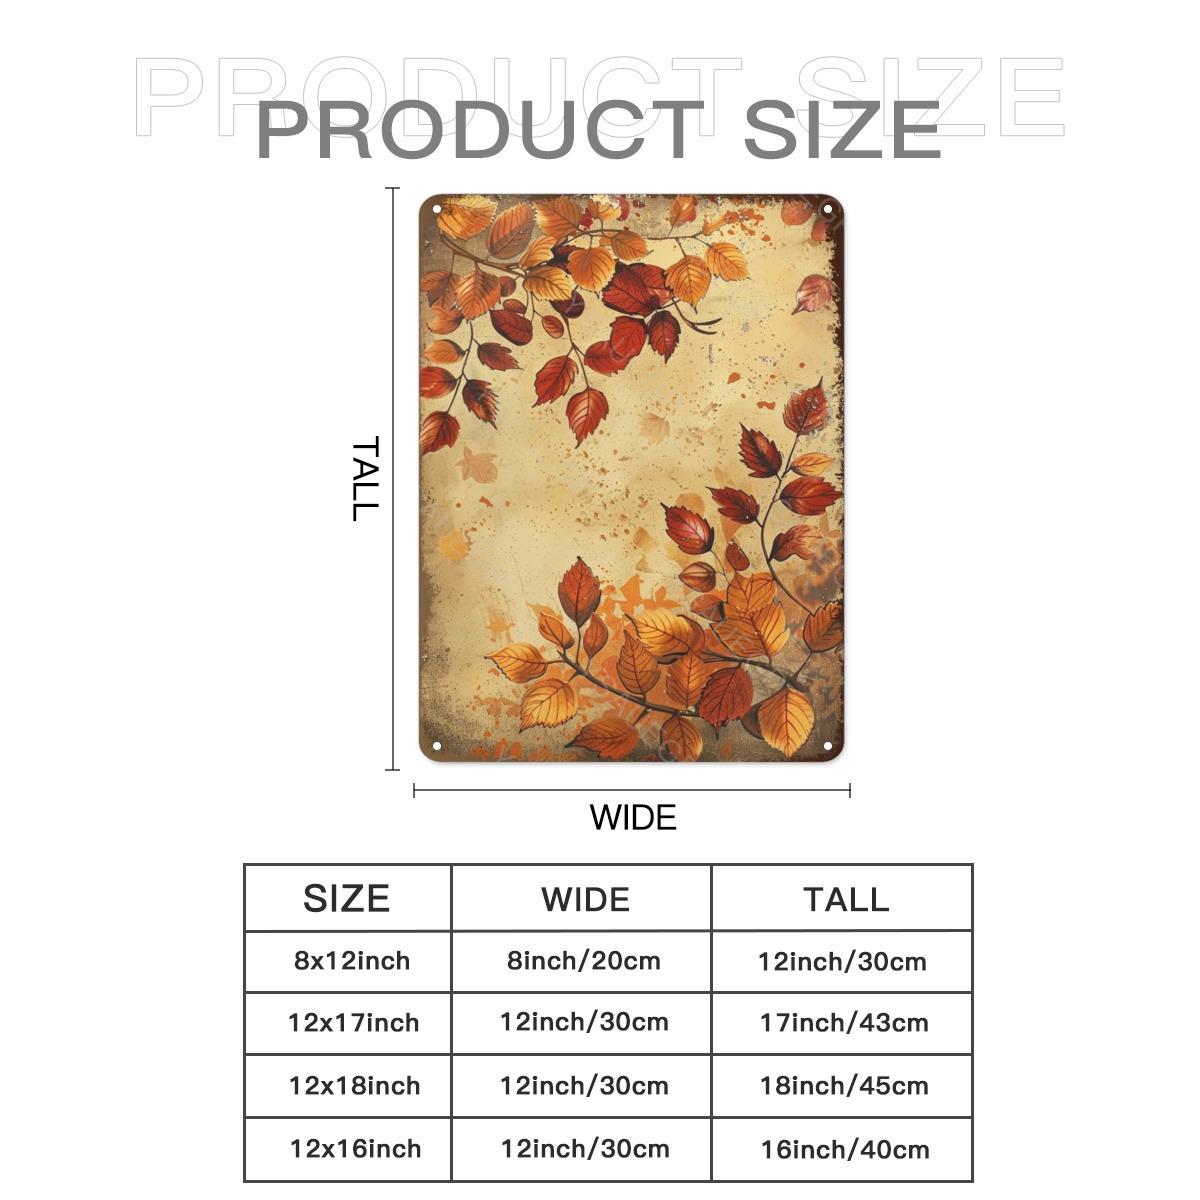 PRODUCT SIZE
PRODUCT SIZE
TALL
WIDE
SIZE WIDE TALL
8x12inch 8inch/20cm 12inch/30cm
12x17inch 12inch/30cm 17inch/43cm
12x18inch 12inch/30cm 18inch/45cm
12x16inch 12inch/30cm 16inch/40cm